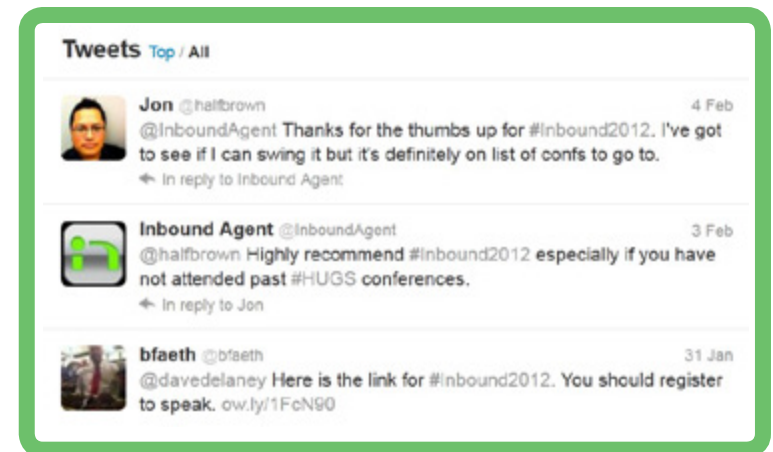 Tweets Top / All
Jon @halfbrown 4 Feb
@InboundAgent Thanks for the thumbs up for #Inbound2012. I've got
to see if I can swing it but it's definitely on list of confs to go to.
In reply to Inbound Agent
Inbound Agent @InboundAgent 3 Feb
@halfbrown Highly recommend #Inbound2012 especially if you have
not attended past #HUGS conferences.
In reply to Jon
bfaeth @bfaeth 31 Jan
@davedelaney Here is the link for #Inbound2012. You should register
to speak. ow.ly/1FcN90